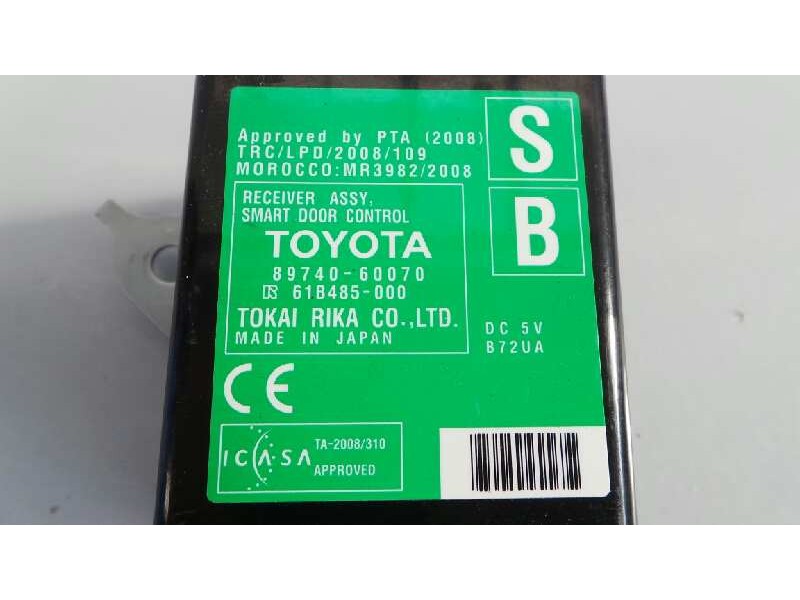 Approved by PTA (2008)
TRC/LPD/2008/109
MOROCCO:MR3982/2008
S
B
RECEIVER ASSY,
SMART DOOR CONTROL
TOYOTA
89740-60070
61B485-000
TOKAI RIKA CO.,LTD.
MADE IN JAPAN
DC 5V
B72UA
CE
ICASA
TA-2008/310
APPROVED